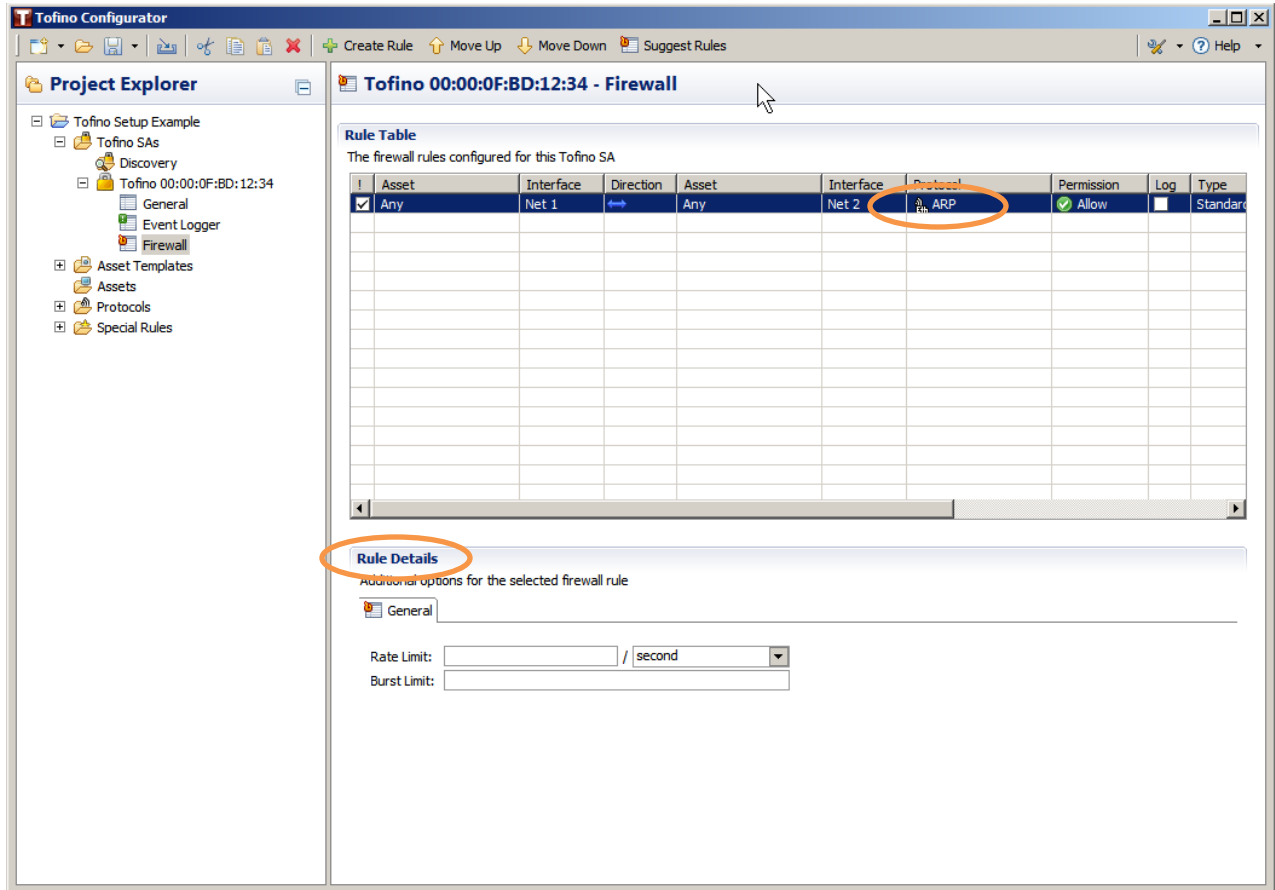 Tofino Configurator
Create Rule Move Up Move Down Suggest Rules Help
Project Explorer
Tofino Setup Example
Tofino SAs
Discovery
Tofino 00:00:0F:BD:12:34
General
Event Logger
Firewall
Asset Templates
Assets
Protocols
Special Rules
Tofino 00:00:0F:BD:12:34 - Firewall
Rule Table
The firewall rules configured for this Tofino SA
! Asset Interface Direction Asset Interface Protocol Permission Log Type
Any Net 1 Any Net 2 Eth ARP Allow Standard
Rule Details
Additional options for the selected firewall rule
General
Rate Limit: / second
Burst Limit: